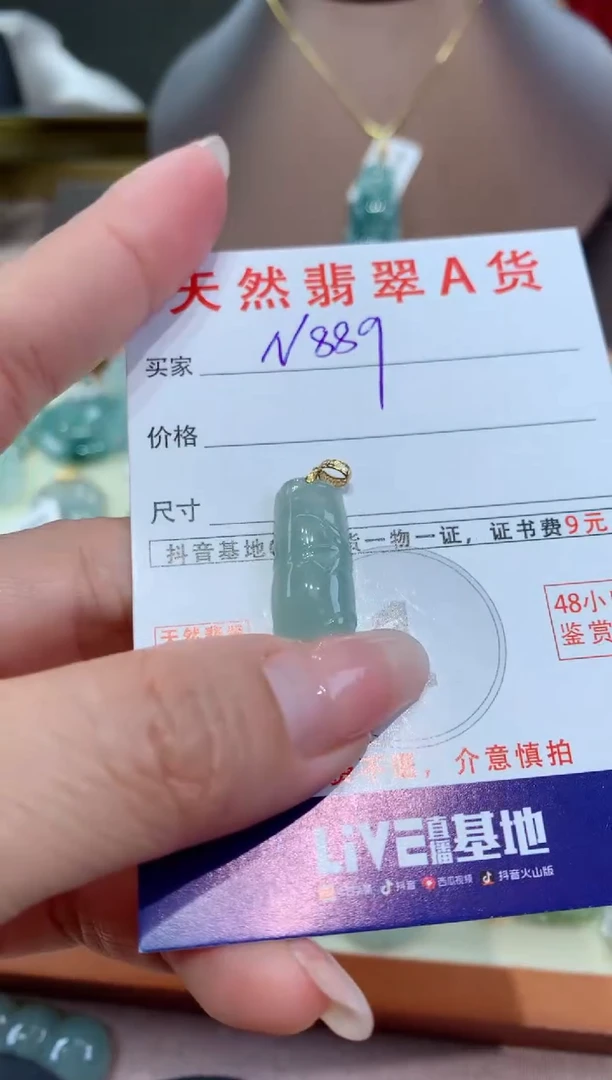 天然翡翠A货
买家 N889
价格
尺寸
抖音基地 货一物一证，证书费9元
天然翡翠
48小
鉴赏
，介意慎拍
LiVE直播基地
抖音 西瓜视频 抖音火山版